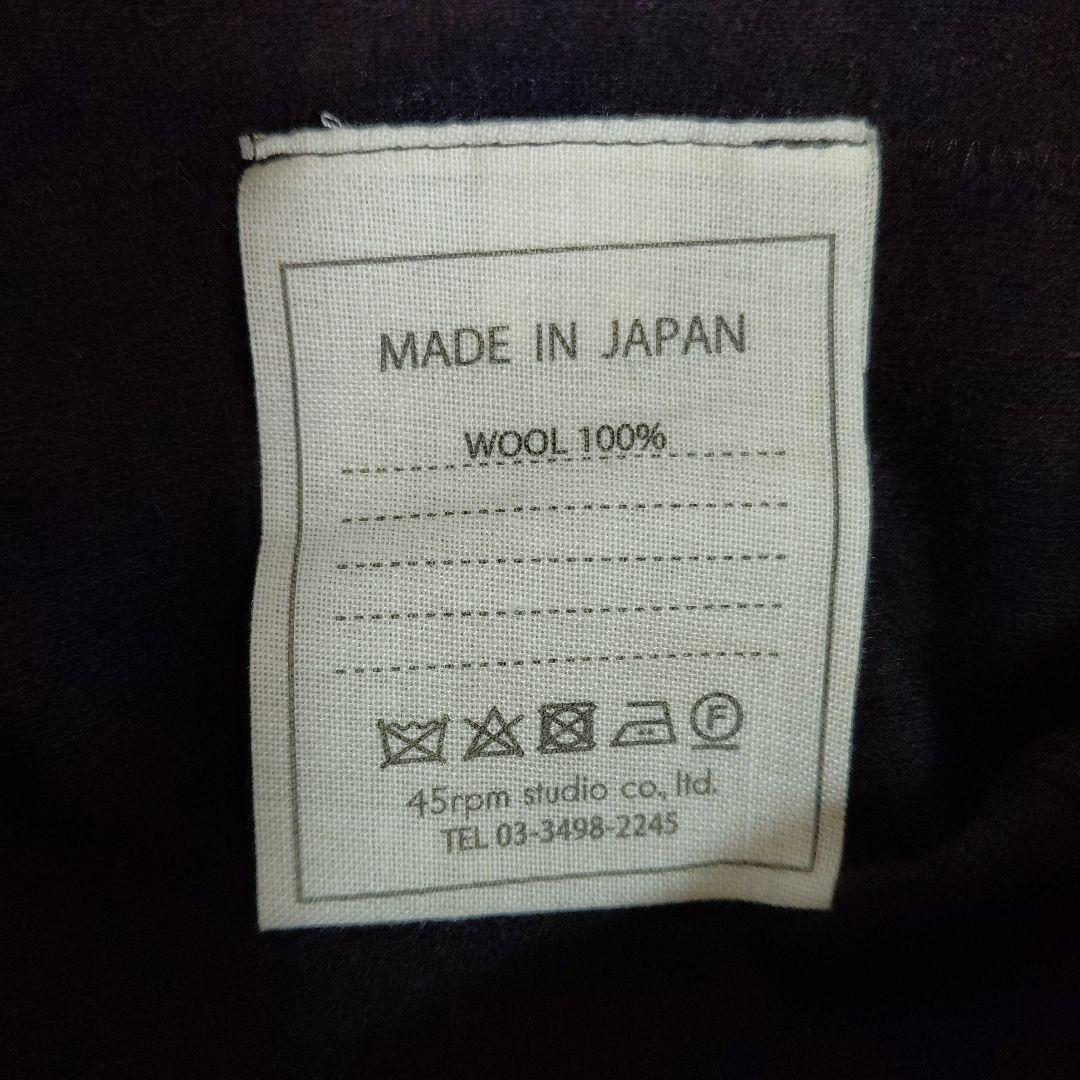 MADE IN JAPAN
WOOL 100%
F
45rpm studio co., ltd.
TEL 03-3498-2245